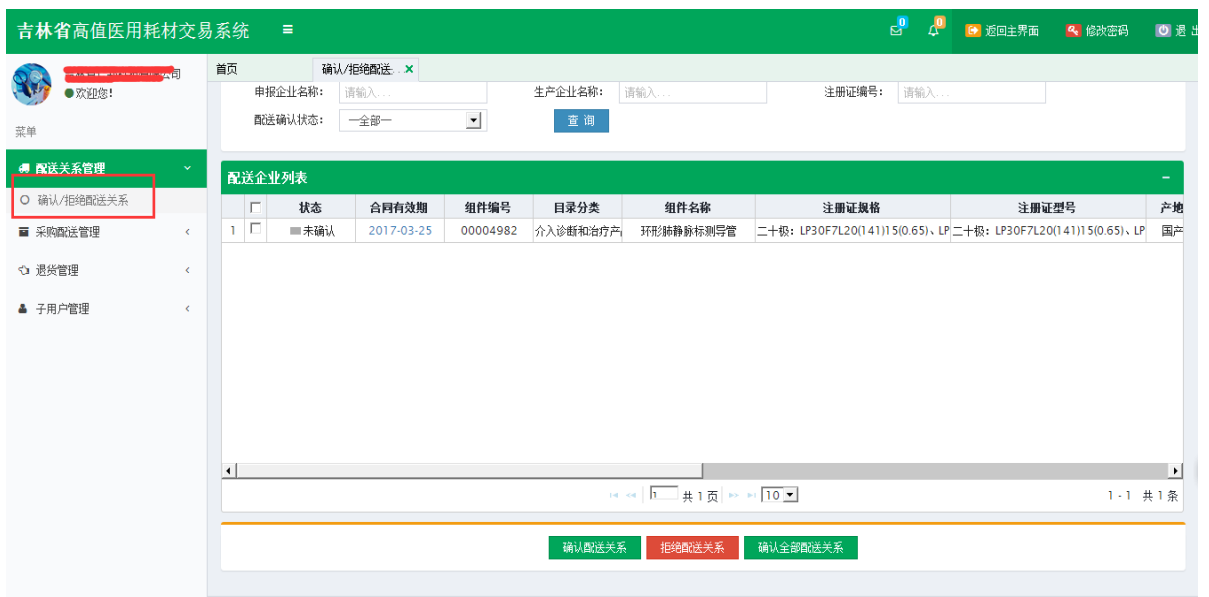 吉林省高值医用耗材交易系统 0 0 返回主界面 修改密码 退 出
公司
欢迎您!
菜单
配送关系管理
确认/拒绝配送关系
采购配送管理
退货管理
子用户管理
首页 确认/拒绝配送...
申报企业名称: 请输入... 生产企业名称: 请输入... 注册证编号: 请输入...
配送确认状态: —全部— 查 询
配送企业列表
状态 合同有效期 组件编号 目录分类 组件名称 注册证规格 注册证型号 产地
1 未确认 2017-03-25 00004982 介入诊断和治疗产 环形肺静脉标测导管 二十极: LP30F7L20(141)15(0.65)、LP 二十极: LP30F7L20(141)15(0.65)、LP 国产
1 共 1 页 10 1 - 1 共 1 条
确认配送关系 拒绝配送关系 确认全部配送关系